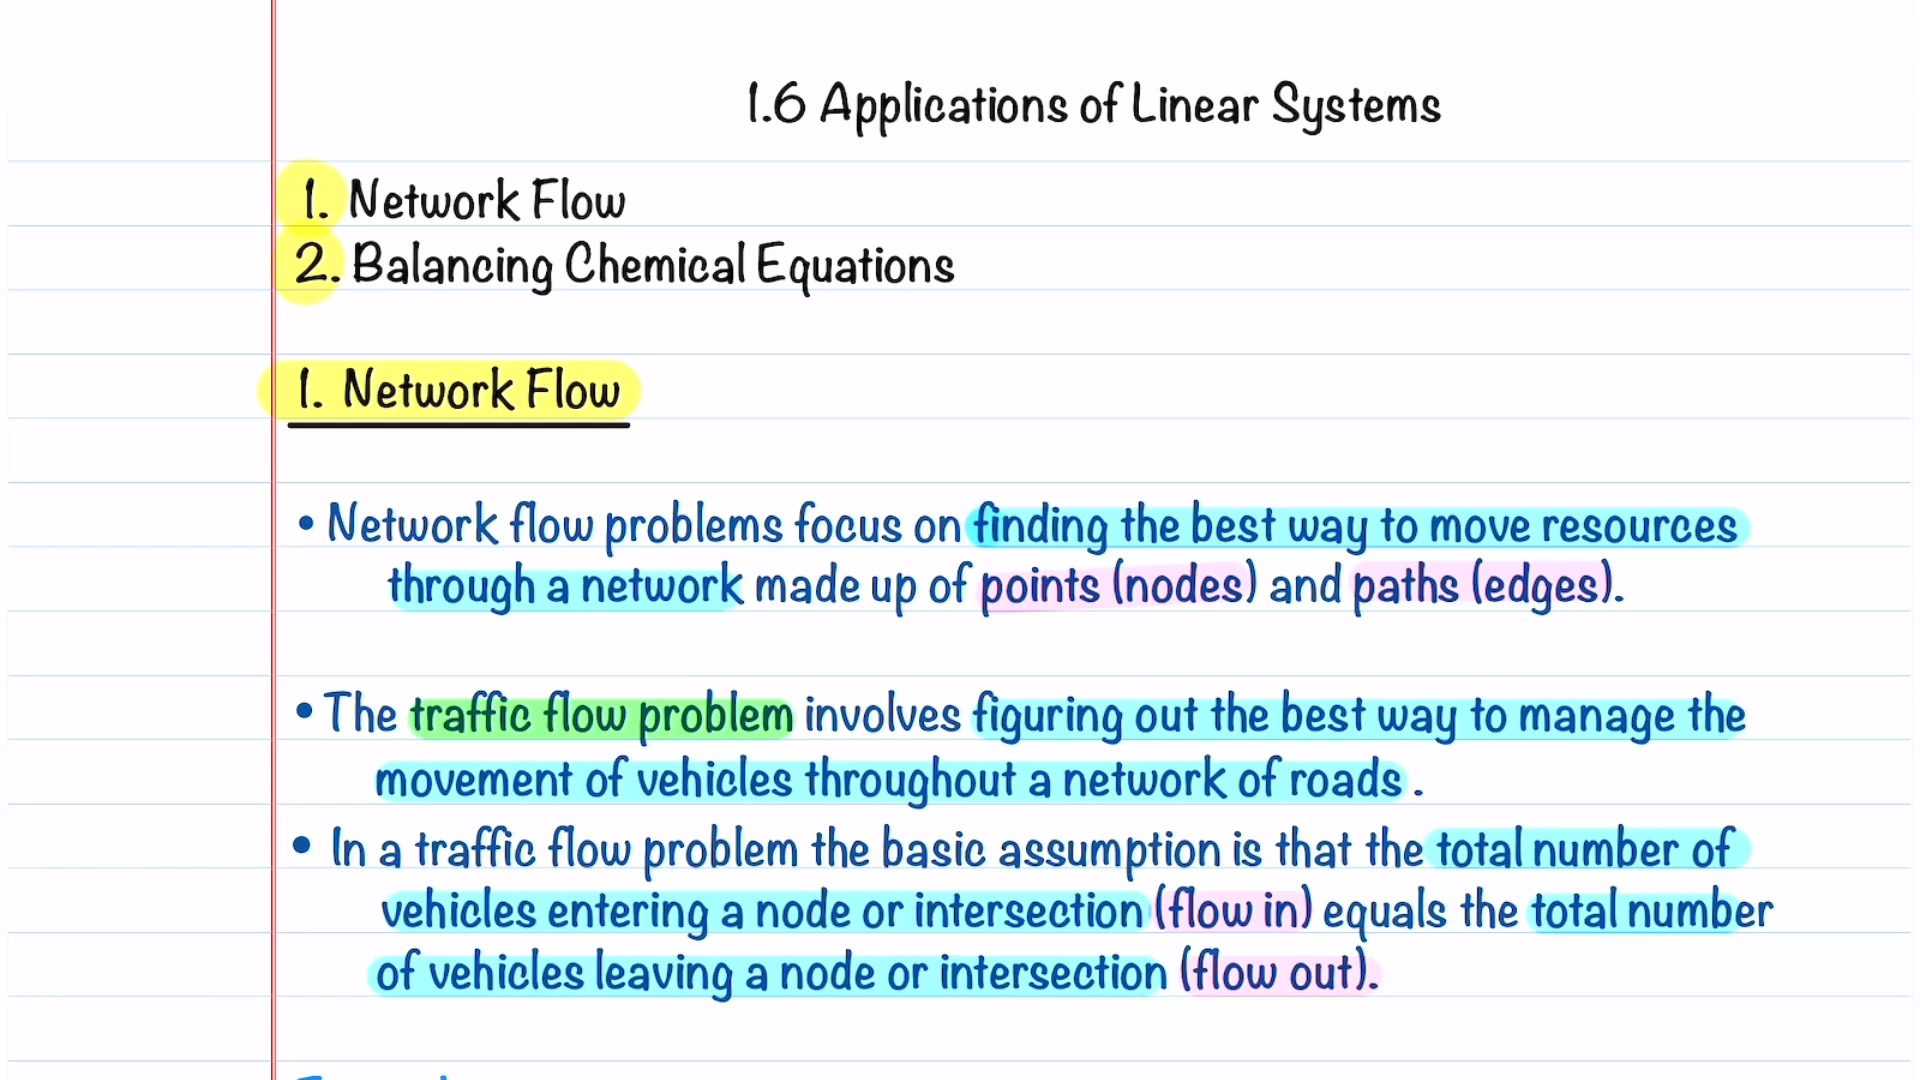 1.6 Applications of Linear Systems
1. Network Flow
2. Balancing Chemical Equations
1. Network Flow
• Network flow problems focus on finding the best way to move resources
through a network made up of points (nodes) and paths (edges).
• The traffic flow problem involves figuring out the best way to manage the
movement of vehicles throughout a network of roads.
• In a traffic flow problem the basic assumption is that the total number of
vehicles entering a node or intersection (flow in) equals the total number
of vehicles leaving a node or intersection (flow out).